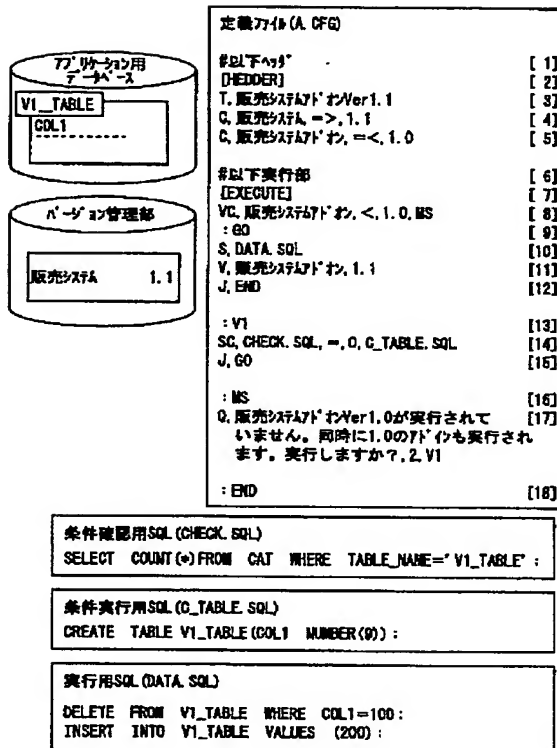 アプリケーション用
データベース
V1__TABLE
COL1
バージョン管理部
販売システム 1.1
定義ファイル(A.CFG)
#以下ヘッダ [ 1]
[HEDDER] [ 2]
T,販売システムアドオンVer1.1 [ 3]
C,販売システム,=>,1.1 [ 4]
C,販売システムアドオン,=<,1.0 [ 5]
#以下実行部 [ 6]
[EXECUTE] [ 7]
VC,販売システムアドオン,<,1.0,MS [ 8]
:GO [ 9]
S,DATA.SQL [10]
V,販売システムアドオン,1.1 [11]
J,END [12]
:V1 [13]
SC,CHECK.SQL,=,0,C_TABLE.SQL [14]
J,GO [15]
:MS [16]
Q,販売システムアドオンVer1.0が実行されて [17]
いません。同時に1.0のアドインも実行され
ます。実行しますか?,2,V1
:END [18]
条件確認用SQL(CHECK.SQL)
SELECT COUNT(*)FROM CAT WHERE TABLE_NAME='V1_TABLE';
条件実行用SQL(C_TABLE.SQL)
CREATE TABLE V1_TABLE(COL1 NUMBER(9));
実行用SQL(DATA.SQL)
DELETE FROM V1_TABLE WHERE COL1=100;
INSERT INTO V1_TABLE VALUES (200);